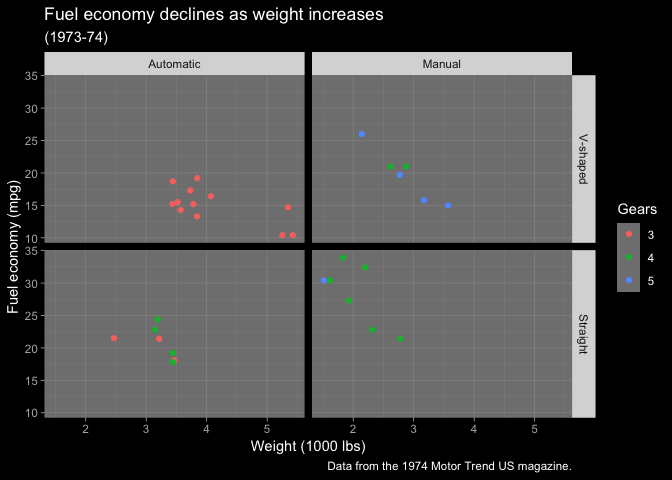 Fuel economy declines as weight increases
(1973-74)
Automatic
Manual
35
30
25
20
15
10
V-shaped
35
30
25
20
15
10
Straight
Fuel economy (mpg)
2 3 4 5
2 3 4 5
Weight (1000 lbs)
Gears
3
4
5
Data from the 1974 Motor Trend US magazine.